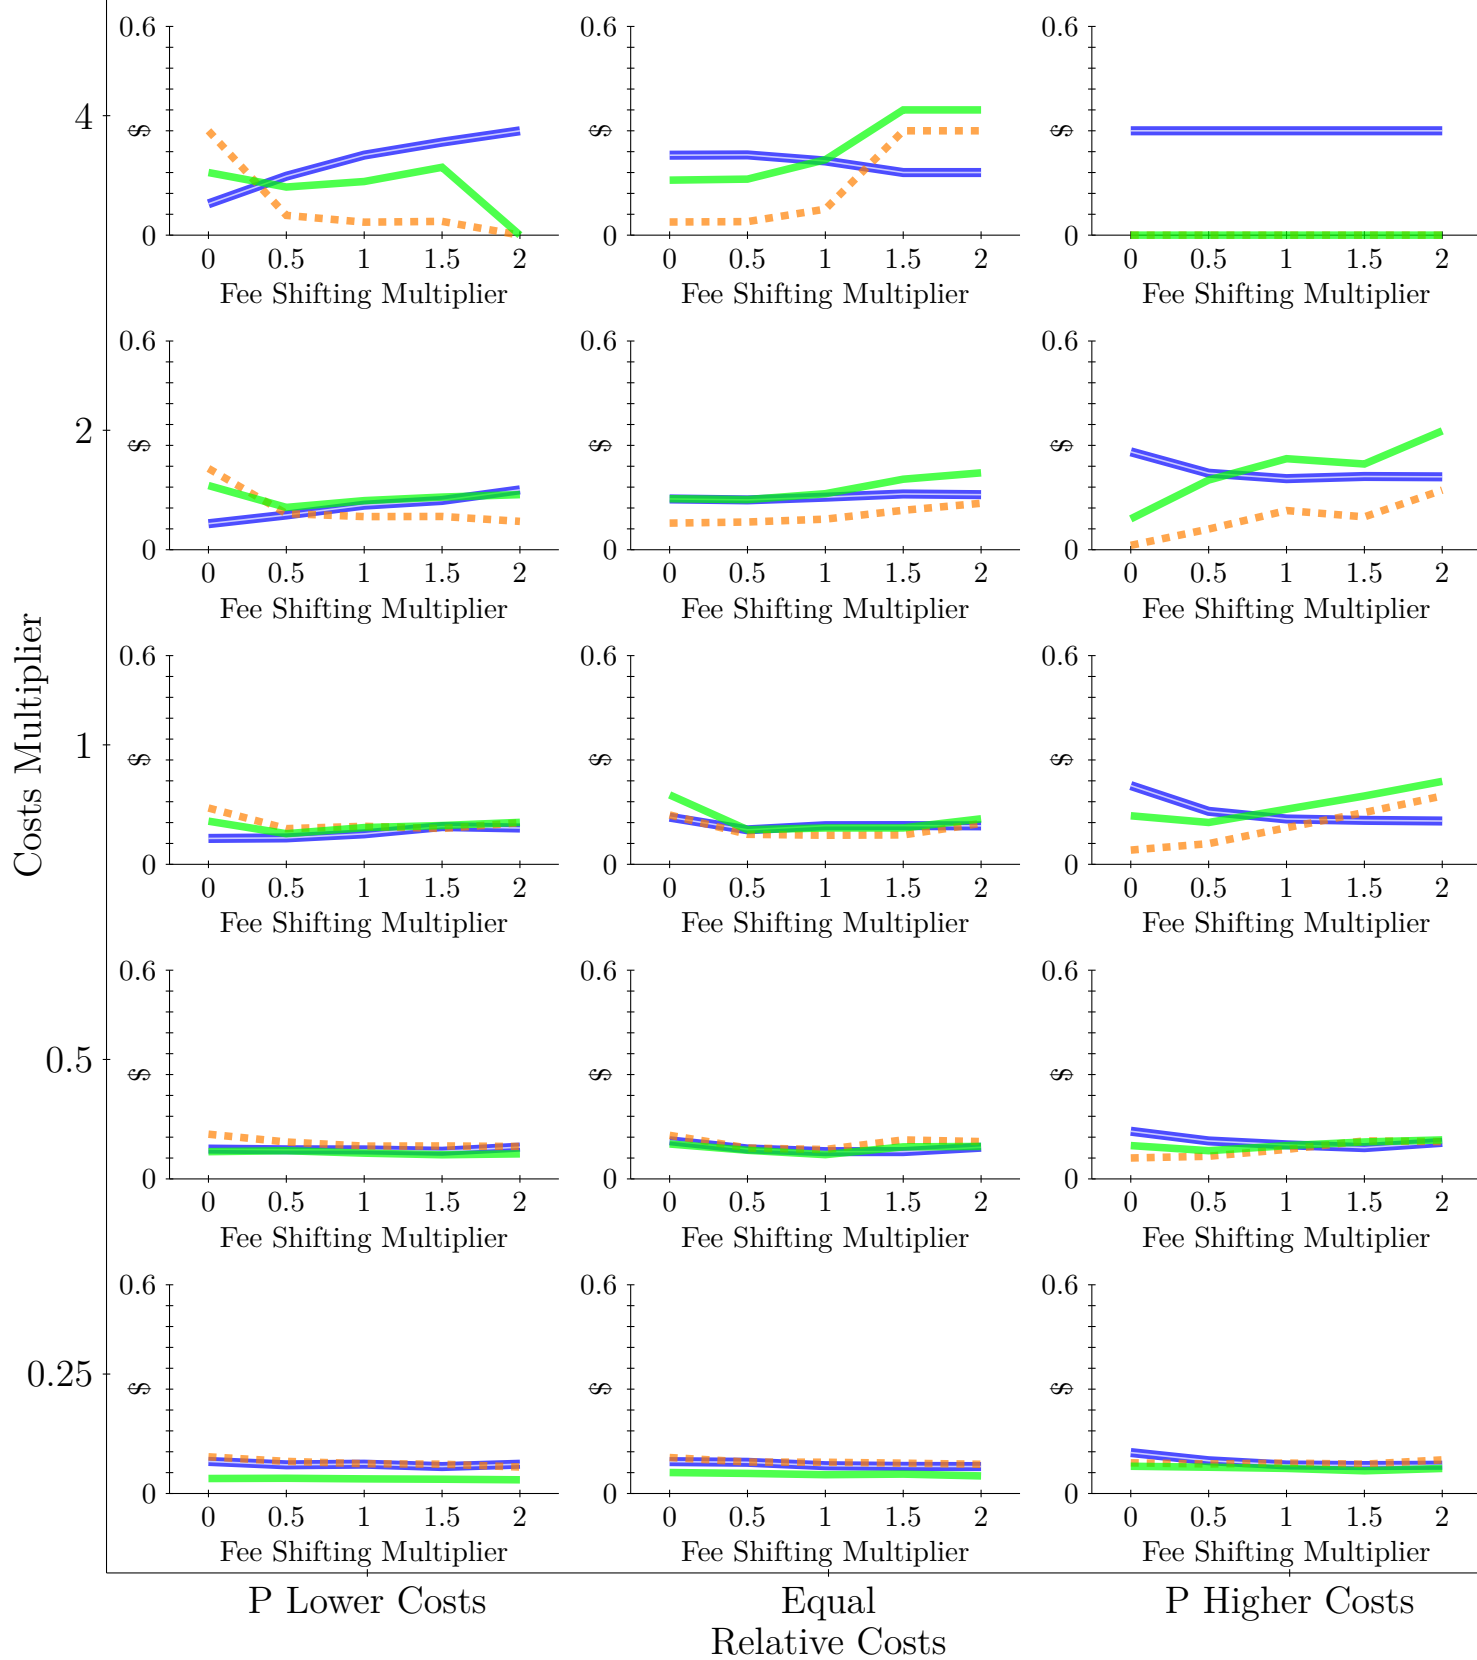 0.6 0.6 0.6
4 $ $ $
0 0 0
0 0.5 1 1.5 2 0 0.5 1 1.5 2 0 0.5 1 1.5 2
Fee Shifting Multiplier Fee Shifting Multiplier Fee Shifting Multiplier
0.6 0.6 0.6
2 $ $ $
0 0 0
0 0.5 1 1.5 2 0 0.5 1 1.5 2 0 0.5 1 1.5 2
Fee Shifting Multiplier Fee Shifting Multiplier Fee Shifting Multiplier
Costs Multiplier
0.6 0.6 0.6
1 $ $ $
0 0 0
0 0.5 1 1.5 2 0 0.5 1 1.5 2 0 0.5 1 1.5 2
Fee Shifting Multiplier Fee Shifting Multiplier Fee Shifting Multiplier
0.6 0.6 0.6
0.5 $ $ $
0 0 0
0 0.5 1 1.5 2 0 0.5 1 1.5 2 0 0.5 1 1.5 2
Fee Shifting Multiplier Fee Shifting Multiplier Fee Shifting Multiplier
0.6 0.6 0.6
0.25 $ $ $
0 0 0
0 0.5 1 1.5 2 0 0.5 1 1.5 2 0 0.5 1 1.5 2
Fee Shifting Multiplier Fee Shifting Multiplier Fee Shifting Multiplier
P Lower Costs Equal P Higher Costs
Relative Costs